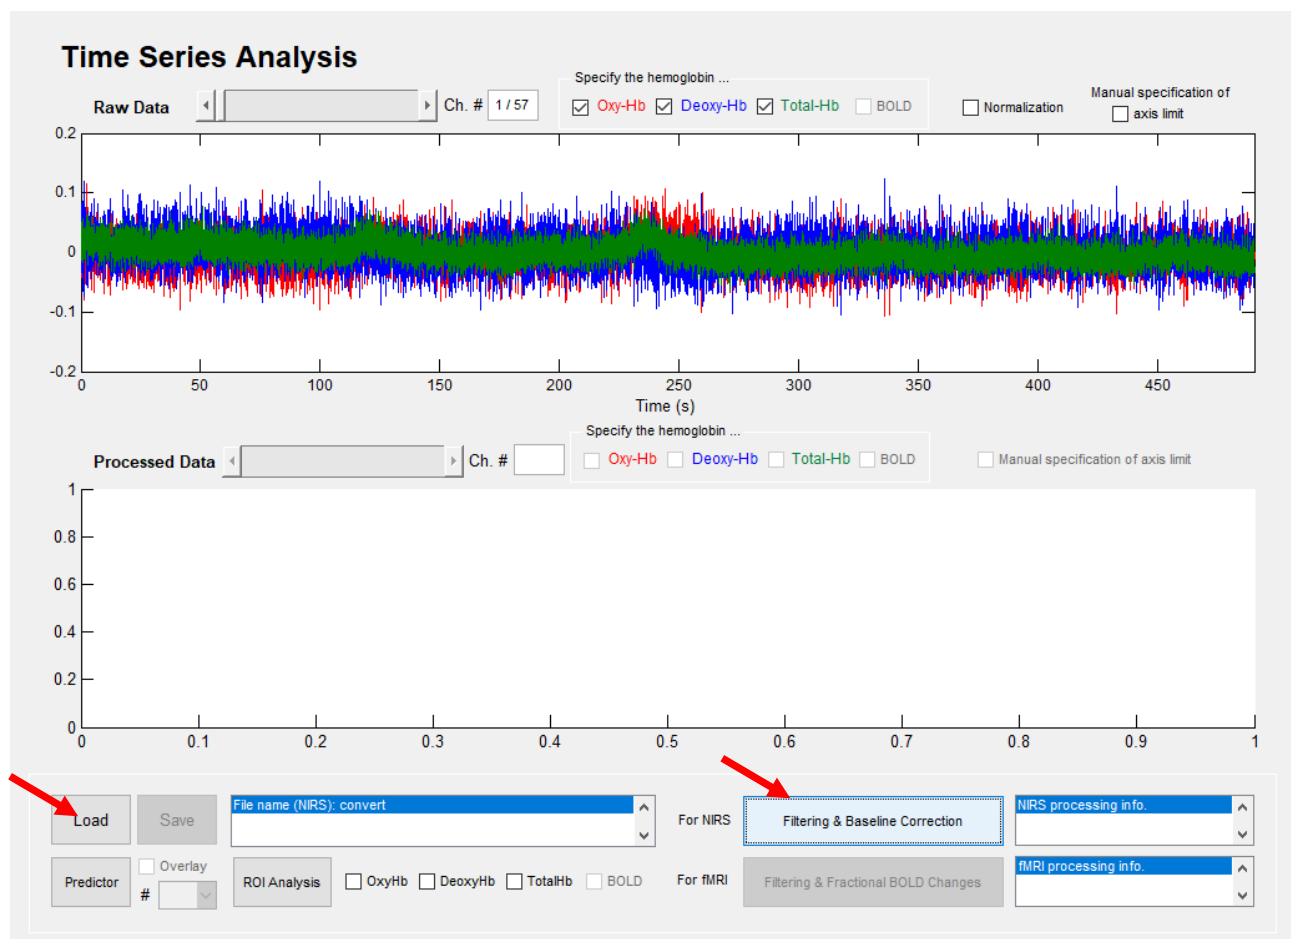 Time Series Analysis
Specify the hemoglobin ...
Raw Data Ch. # 1 / 57 Oxy-Hb Deoxy-Hb Total-Hb BOLD Normalization
Manual specification of
axis limit
0.2
0.1
0
-0.1
-0.2
0 50 100 150 200 250 300 350 400 450
Time (s)
Specify the hemoglobin ...
Processed Data Ch. # Oxy-Hb Deoxy-Hb Total-Hb BOLD Manual specification of axis limit
1
0.8
0.6
0.4
0.2
0
0 0.1 0.2 0.3 0.4 0.5 0.6 0.7 0.8 0.9 1
Load Save File name (NIRS): convert For NIRS Filtering & Baseline Correction NIRS processing info.
Predictor Overlay
# ROI Analysis OxyHb DeoxyHb TotalHb BOLD For fMRI Filtering & Fractional BOLD Changes fMRI processing info.